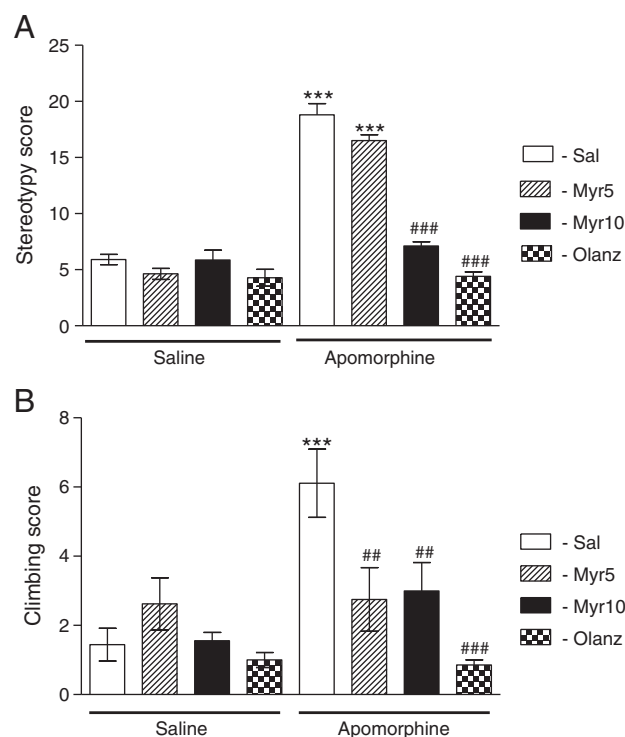 A
Stereotypy score
25
20
15
10
5
0
***
***
###
###
Saline
Apomorphine
- Sal
- Myr5
- Myr10
- Olanz
B
Climbing score
8
6
4
2
0
***
##
##
###
Saline
Apomorphine
- Sal
- Myr5
- Myr10
- Olanz